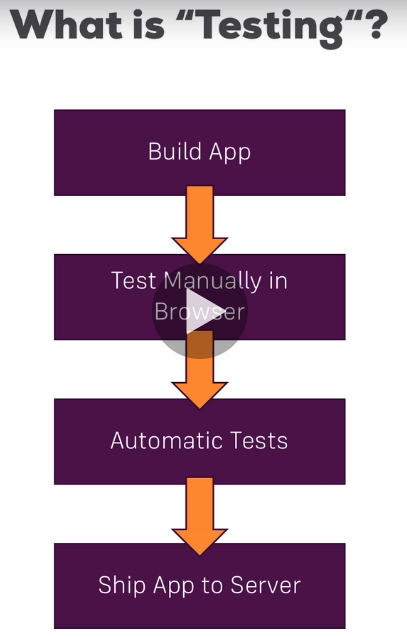 What is “Testing“?
Build App
Test Manually in
Browser
Automatic Tests
Ship App to Server